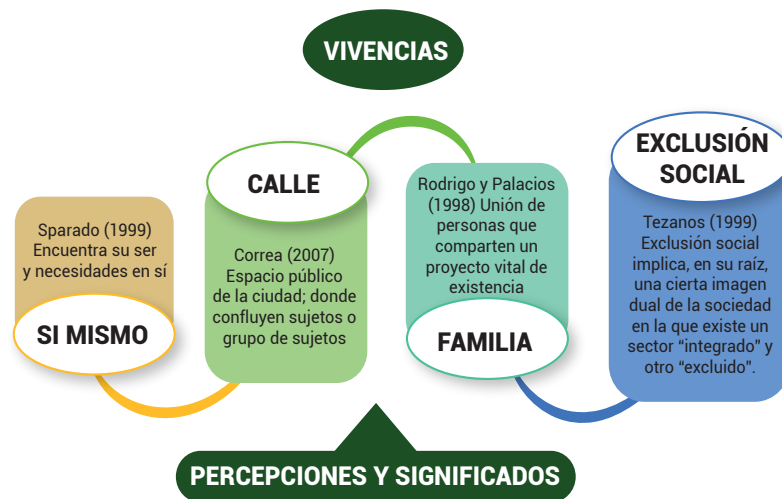 VIVENCIAS
Sparado (1999)
Encuentra su ser
y necesidades en sí
SI MISMO
CALLE
Correa (2007)
Espacio público
de la ciudad; donde
confluyen sujetos o
grupo de sujetos
Rodrigo y Palacios
(1998) Unión de
personas que
comparten un
proyecto vital de
existencia
FAMILIA
EXCLUSIÓN
SOCIAL
Tezanos (1999)
Exclusión social
implica, en su raíz,
una cierta imagen
dual de la sociedad
en la que existe un
sector “integrado” y
otro “excluido”.
PERCEPCIONES Y SIGNIFICADOS